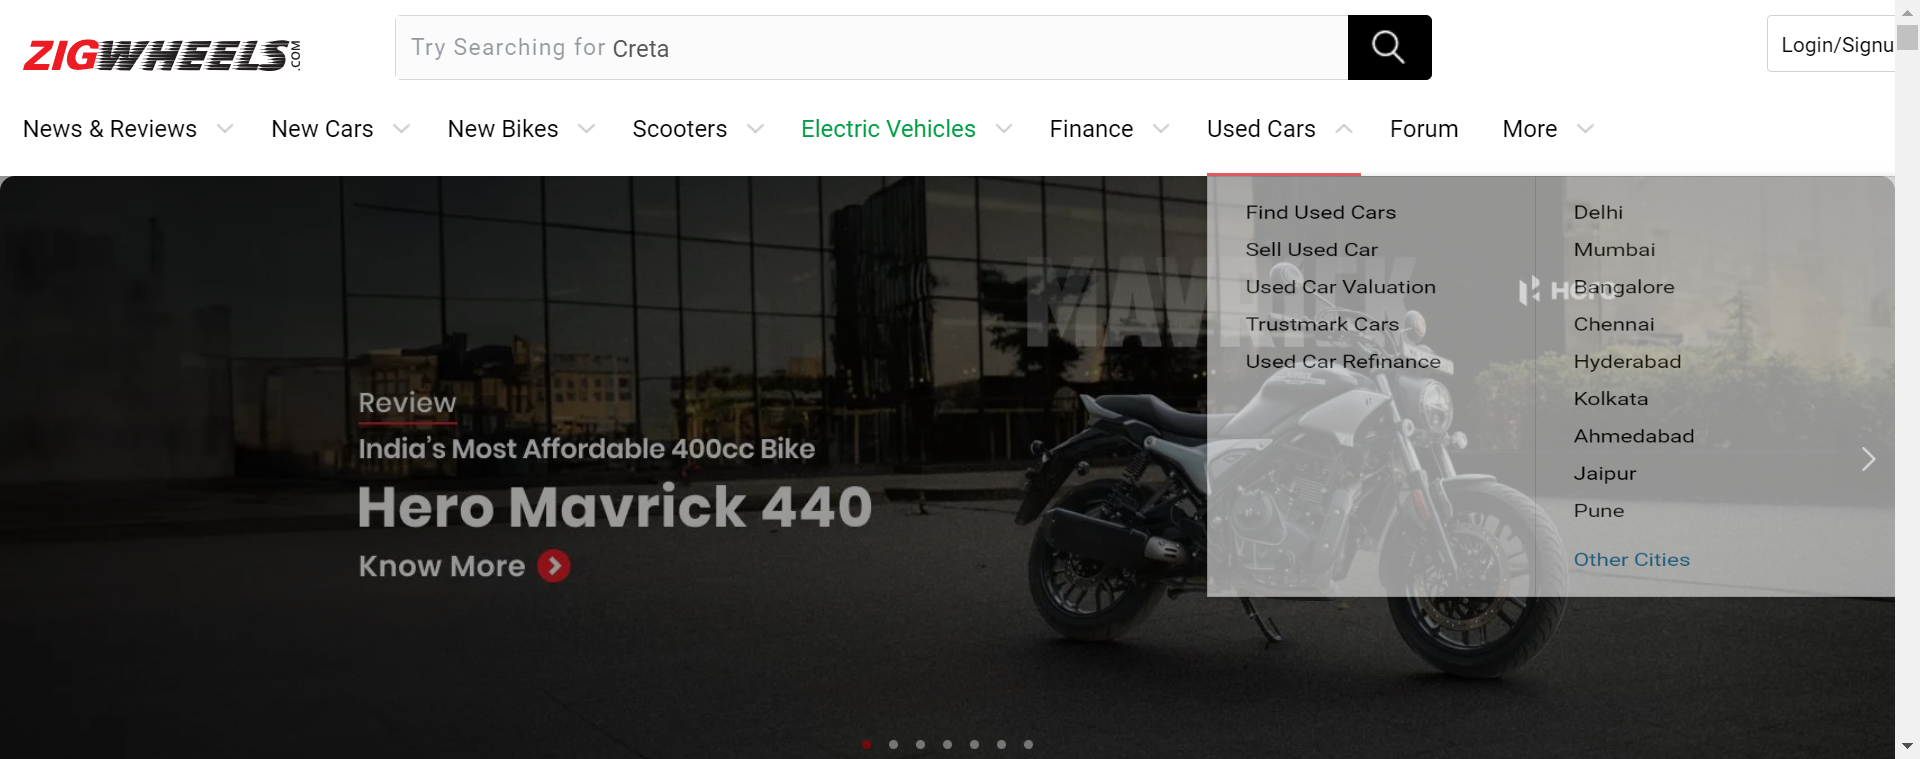 ZIGWHEELS.COM
Try Searching for Creta
Login/Signu
News & Reviews
New Cars
New Bikes
Scooters
Electric Vehicles
Finance
Used Cars
Forum
More
Find Used Cars
Sell Used Car
Used Car Valuation
Trustmark Cars
Used Car Refinance
Delhi
Mumbai
Bangalore
Chennai
Hyderabad
Kolkata
Ahmedabad
Jaipur
Pune
Other Cities
MAVRICK
Hero
Review
India's Most Affordable 400cc Bike
Hero Mavrick 440
Know More